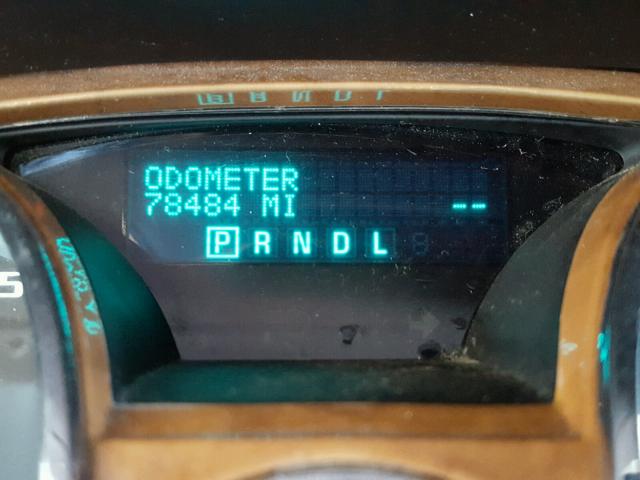 ODOMETER
78484 MI --
P R N D L
S